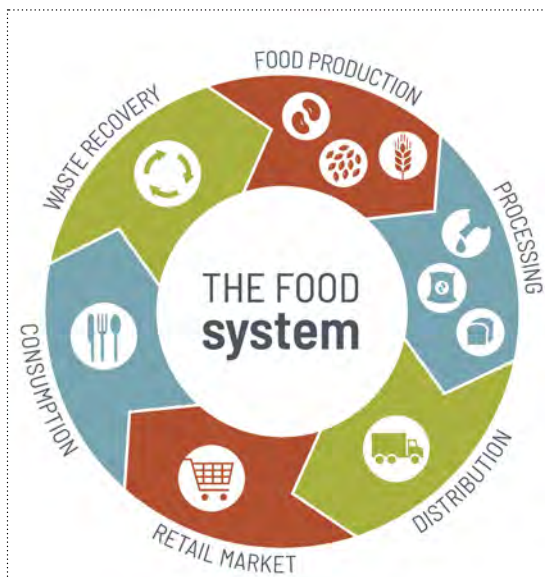 FOOD PRODUCTION
PROCESSING
DISTRIBUTION
RETAIL MARKET
CONSUMPTION
WASTE RECOVERY
THE FOOD
system